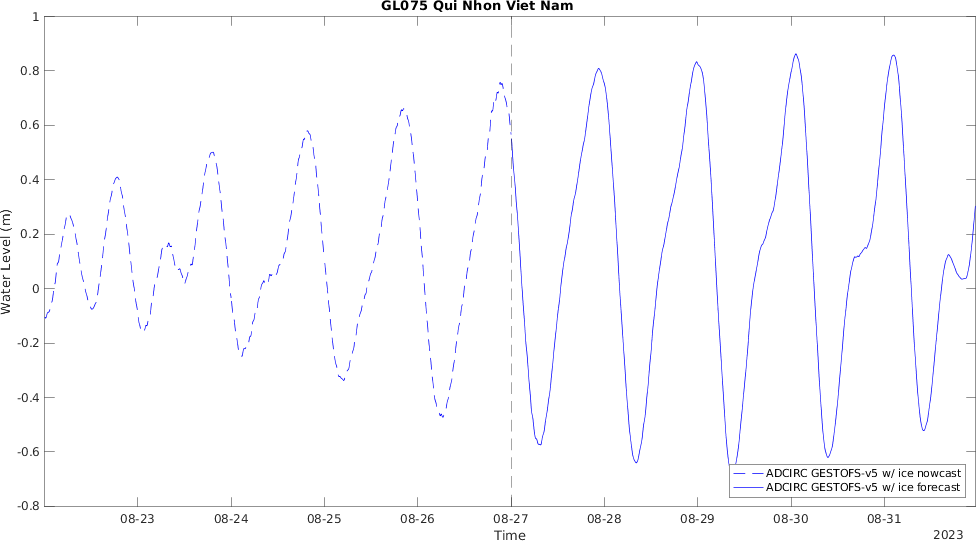 GL075 Qui Nhon Viet Nam
1
0.8
0.6
0.4
0.2
0
-0.2
-0.4
-0.6
-0.8
Water Level (m)
ADCIRC GESTOFS-v5 w/ ice nowcast
ADCIRC GESTOFS-v5 w/ ice forecast
08-23 08-24 08-25 08-26 08-27 08-28 08-29 08-30 08-31
Time
2023